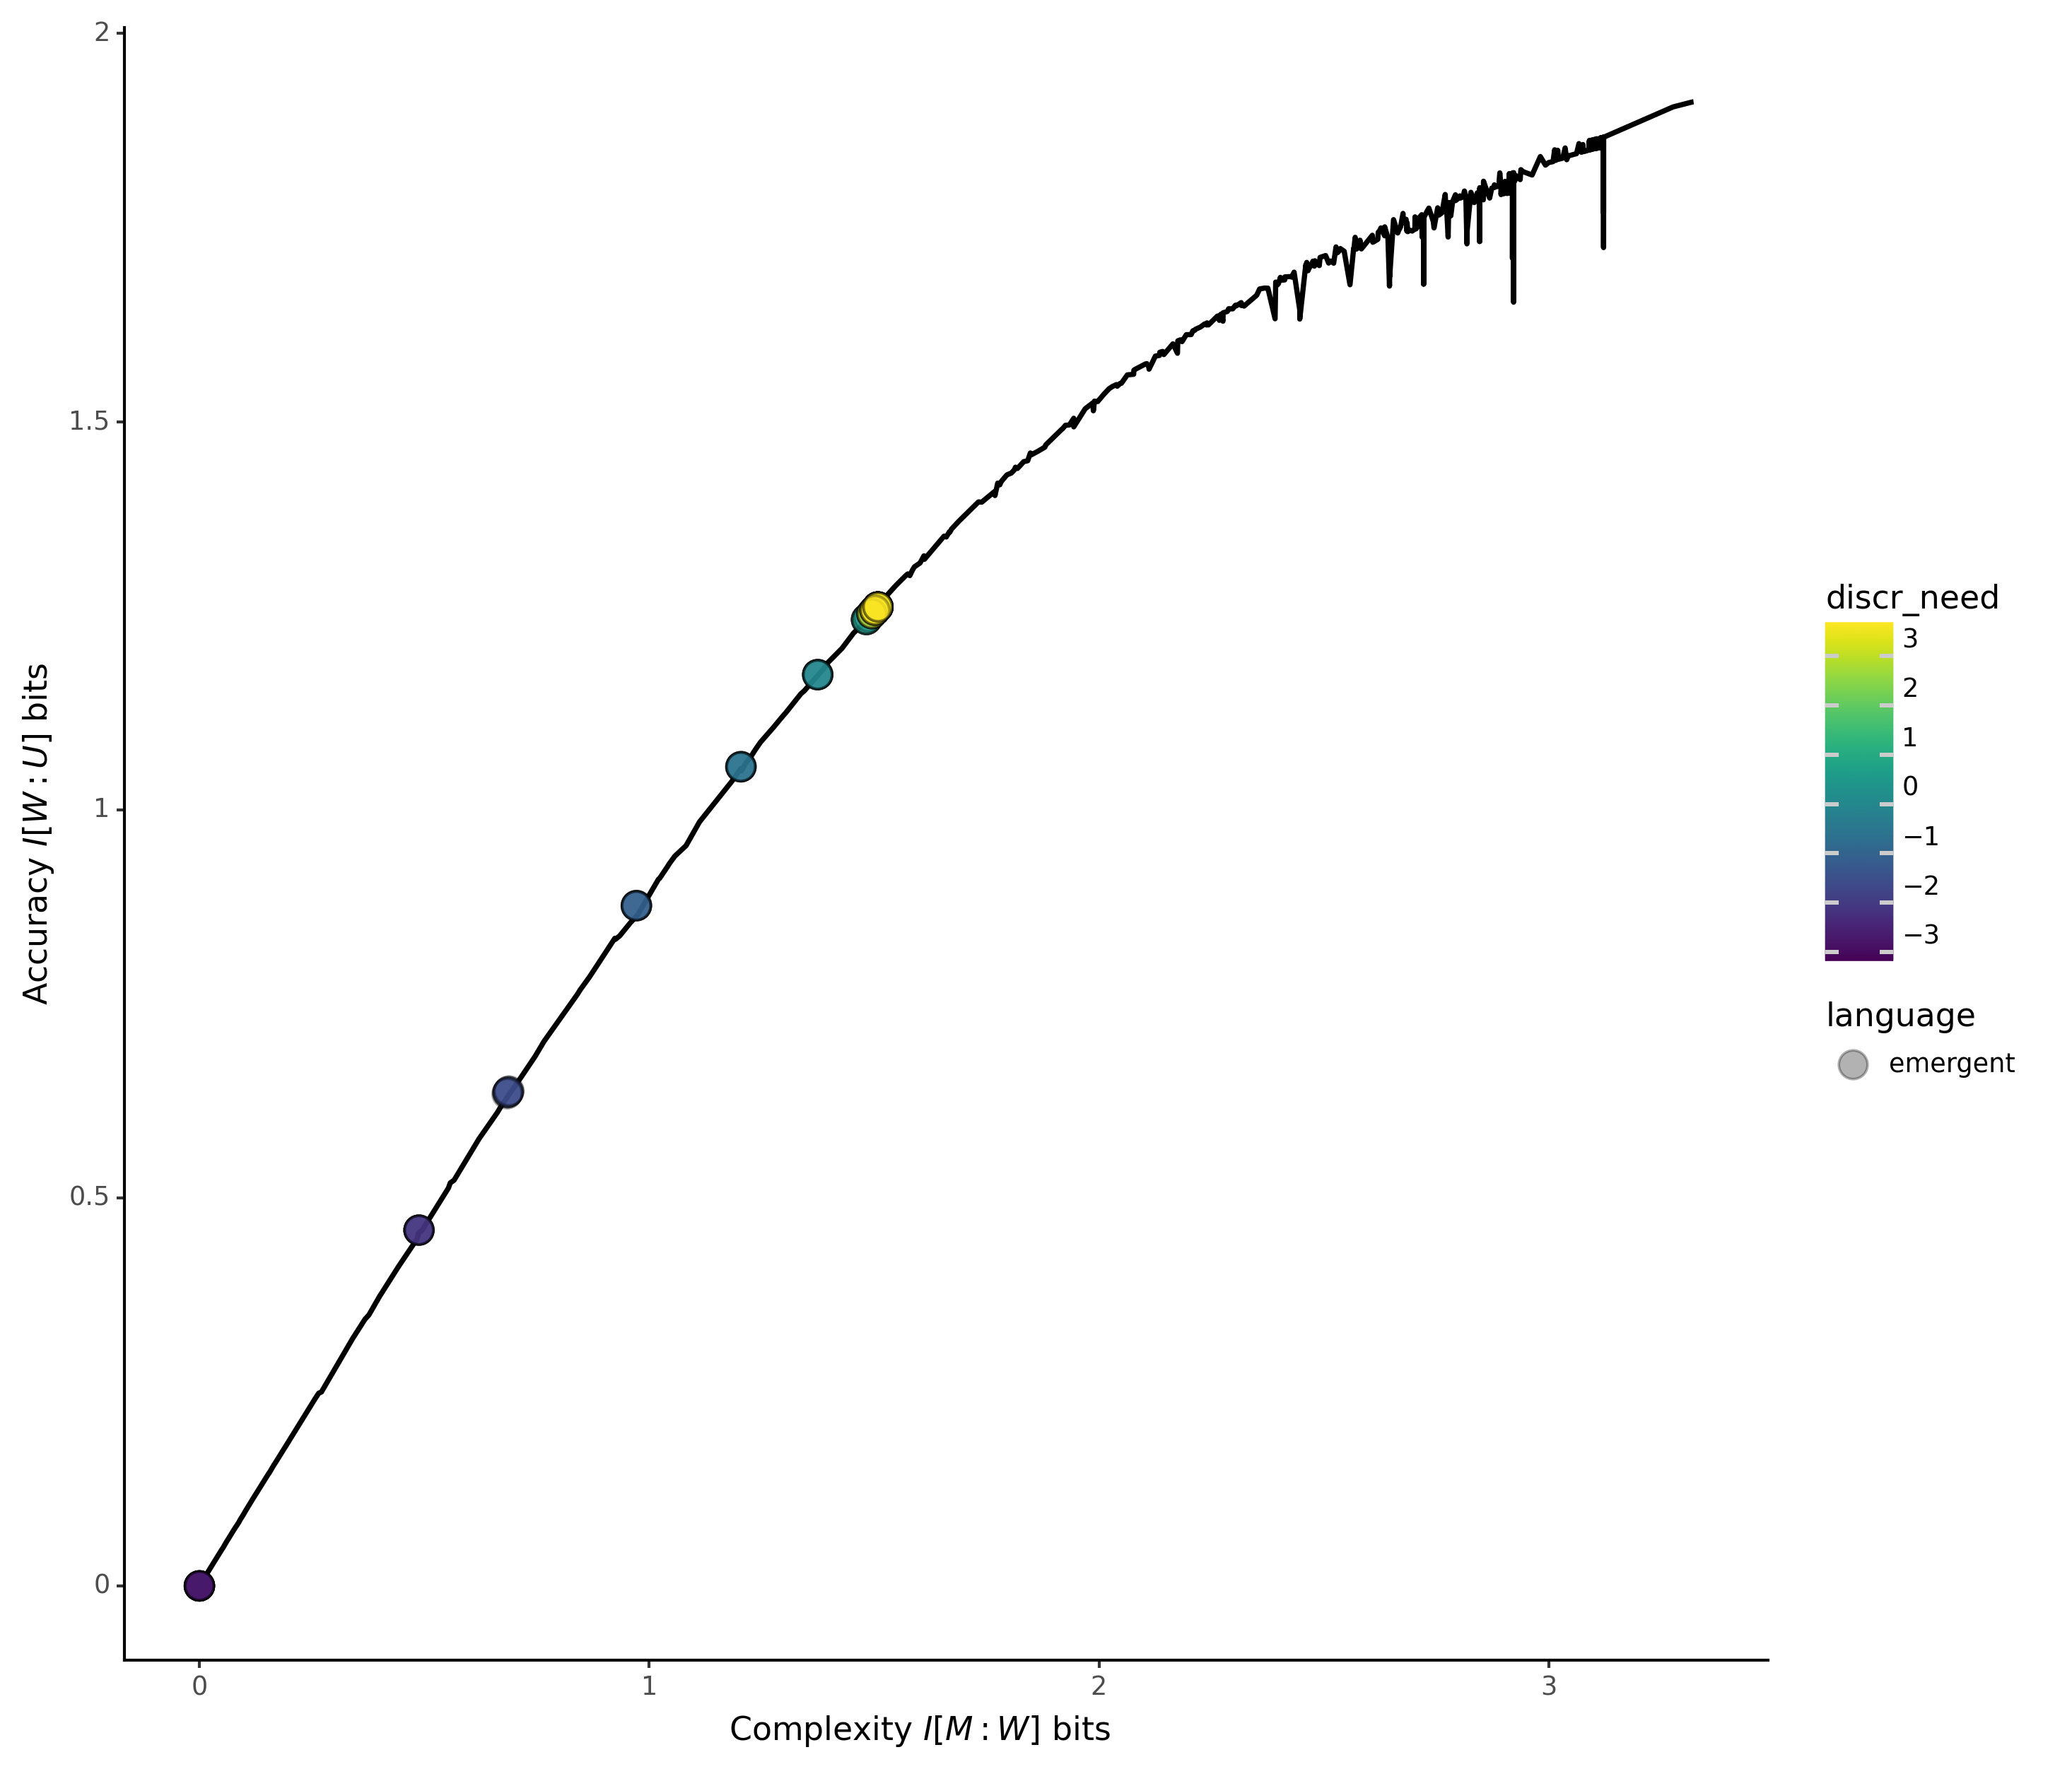 2
1.5
1
0.5
0
Accuracy I[W : U] bits
0 1 2 3
Complexity I[M : W] bits
discr_need
3
2
1
0
−1
−2
−3
language
emergent